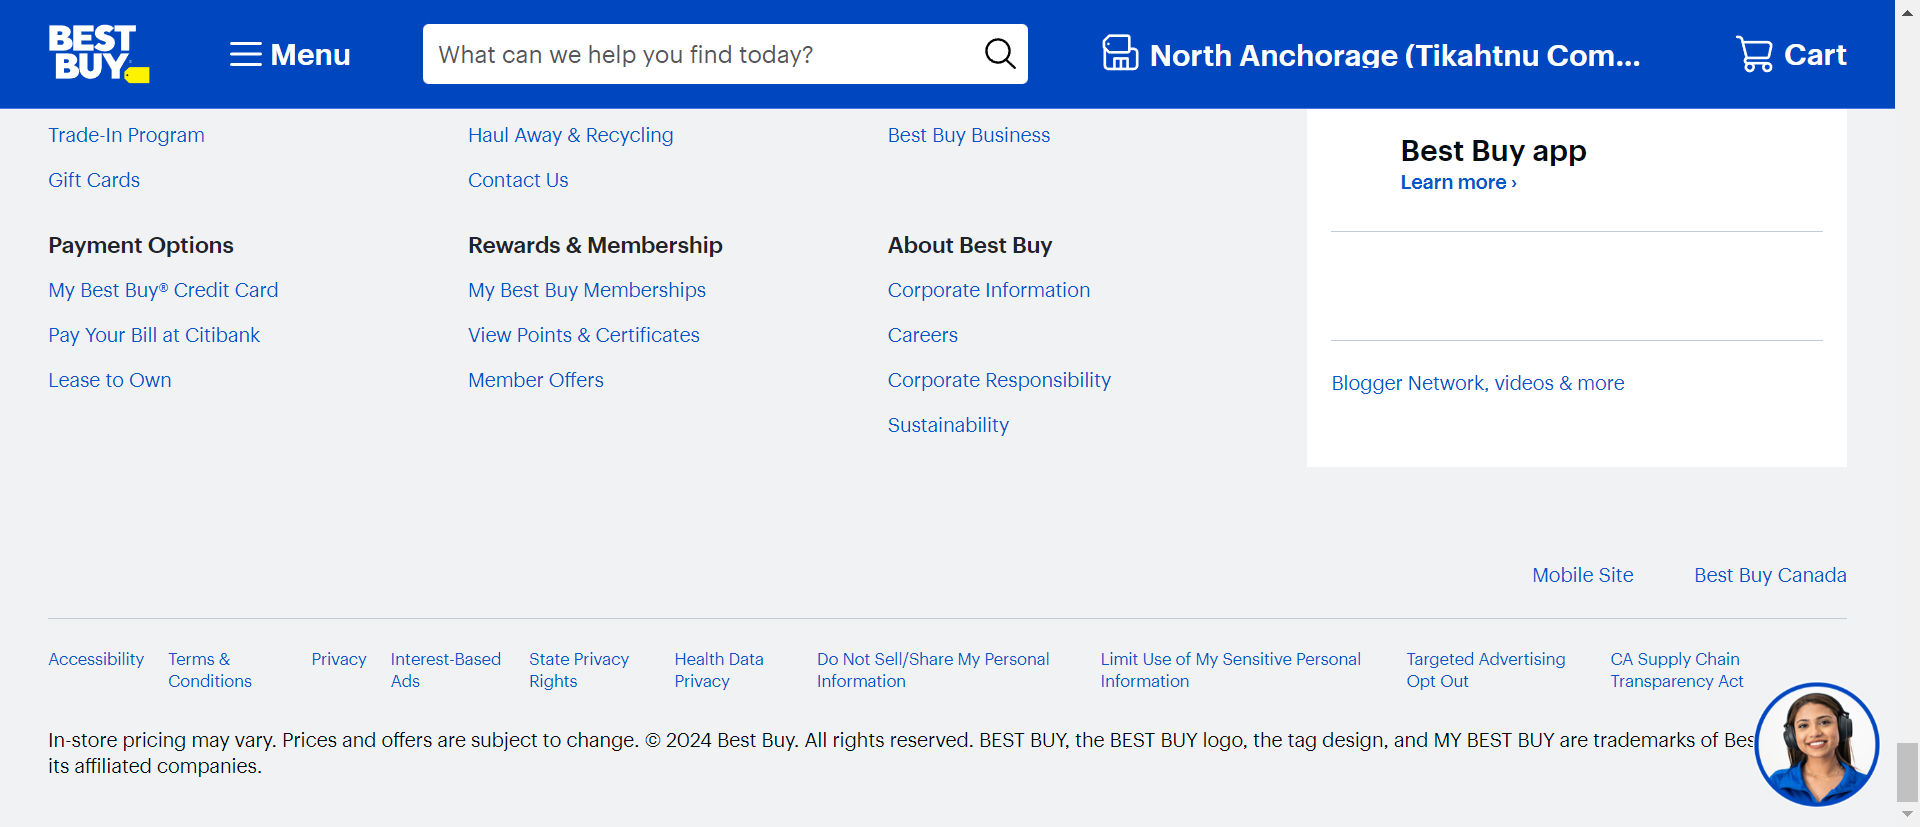 BEST
BUY
Menu
What can we help you find today?
North Anchorage (Tikahtnu Com...
Cart
Trade-In Program
Gift Cards
Haul Away & Recycling
Contact Us
Best Buy Business
Best Buy app
Learn more ›
Payment Options
My Best Buy® Credit Card
Pay Your Bill at Citibank
Lease to Own
Rewards & Membership
My Best Buy Memberships
View Points & Certificates
Member Offers
About Best Buy
Corporate Information
Careers
Corporate Responsibility
Sustainability
Blogger Network, videos & more
Mobile Site
Best Buy Canada
Accessibility
Terms &
Conditions
Privacy
Interest-Based
Ads
State Privacy
Rights
Health Data
Privacy
Do Not Sell/Share My Personal
Information
Limit Use of My Sensitive Personal
Information
Targeted Advertising
Opt Out
CA Supply Chain
Transparency Act
In-store pricing may vary. Prices and offers are subject to change. © 2024 Best Buy. All rights reserved. BEST BUY, the BEST BUY logo, the tag design, and MY BEST BUY are trademarks of Bes
its affiliated companies.